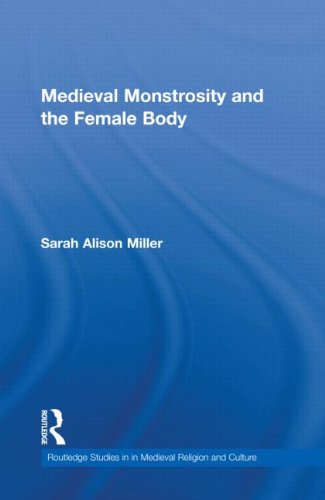 Medieval Monstrosity and
the Female Body
Sarah Alison Miller
ROUTLEDGE
Routledge Studies in in Medieval Religion and Culture